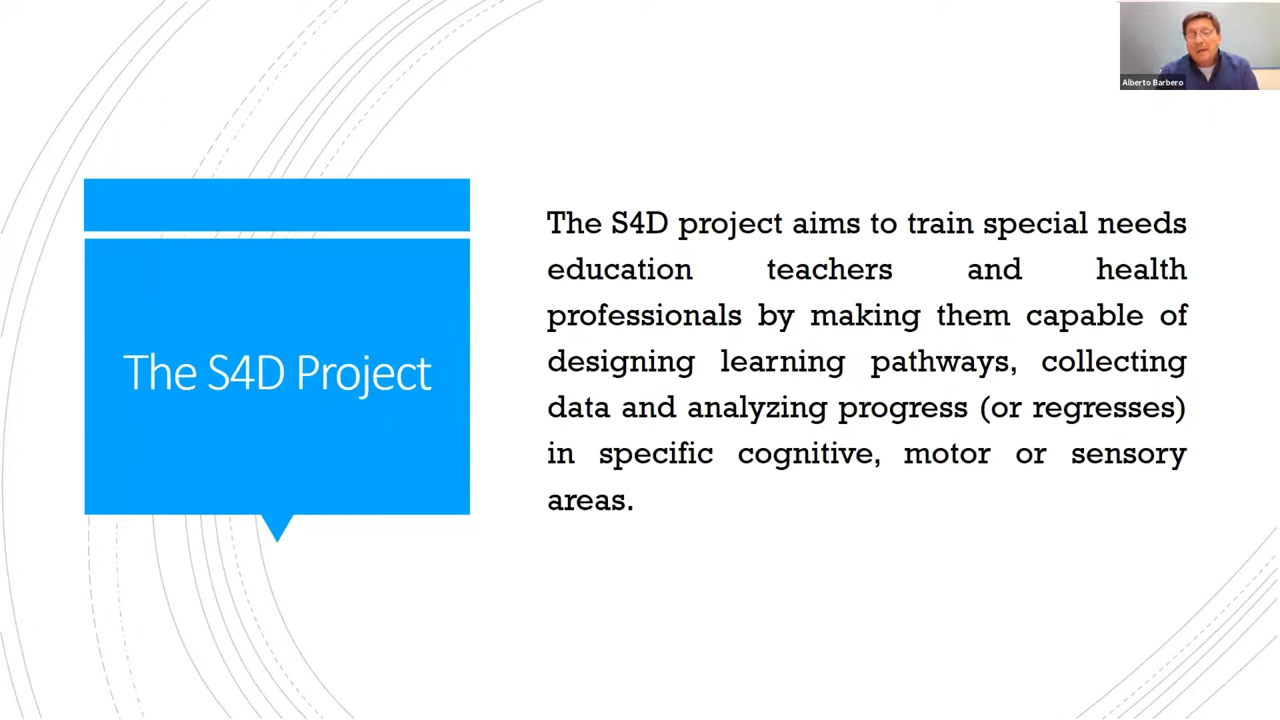 Alberto Barbero
The S4D Project
The S4D project aims to train special needs
education teachers and health
professionals by making them capable of
designing learning pathways, collecting
data and analyzing progress (or regresses)
in specific cognitive, motor or sensory
areas.